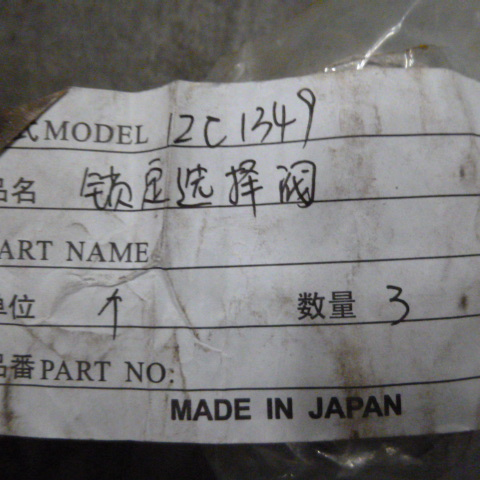 式MODEL 12C1349
品名 锁定选择阀
PART NAME
单位 个 数量 3
品番PART NO:
MADE IN JAPAN